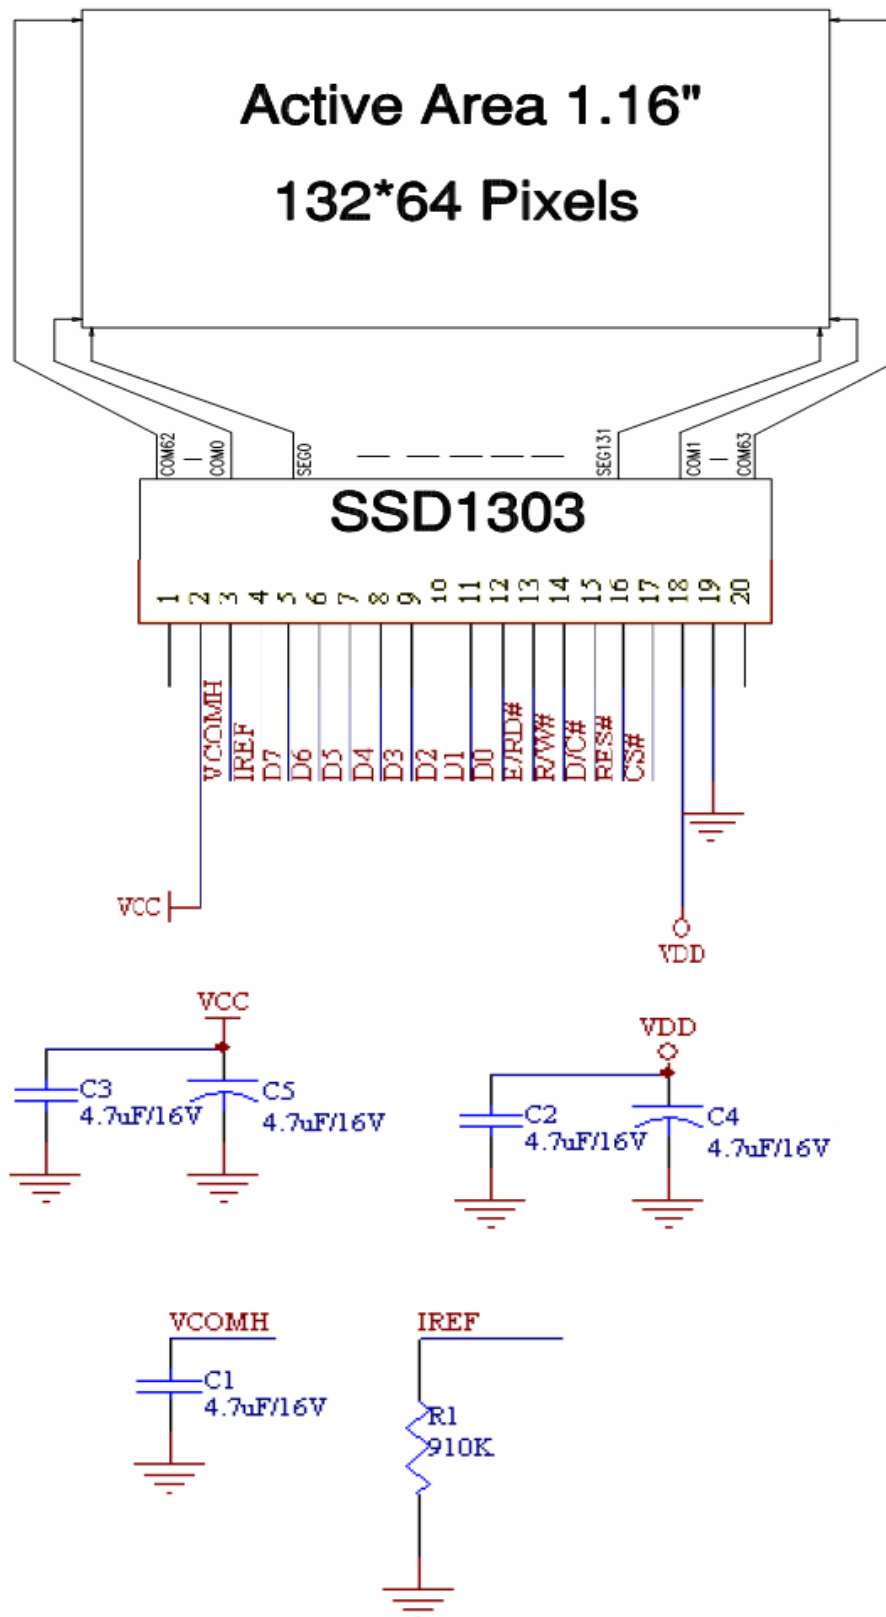 Active Area 1.16"
132*64 Pixels
COM62
COM0
SEG0
SEG131
COM1
COM63
SSD1303
1
2
3
4
5
6
7
8
9
10
11
12
13
14
15
16
17
18
19
20
VCOMH
IREF
D7
D6
D5
D4
D3
D2
D1
D0
E/RD#
R/W#
D/C#
RES#
CS#
VCC
VDD
VCC
C3
4.7uF/16V
C5
4.7uF/16V
VDD
C2
4.7uF/16V
C4
4.7uF/16V
VCOMH
C1
4.7uF/16V
IREF
R1
910K